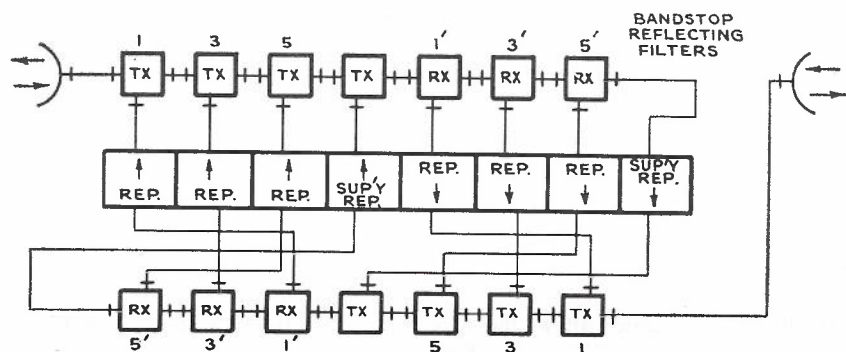 BANDSTOP
REFLECTING
FILTERS
1 3 5 1′ 3′ 5′
TX TX TX TX RX RX RX
REP. REP. REP. SUP'Y REP. REP. REP. REP. SUP'Y REP.
RX RX RX TX TX TX TX
5′ 3′ 1′ 5 3 1